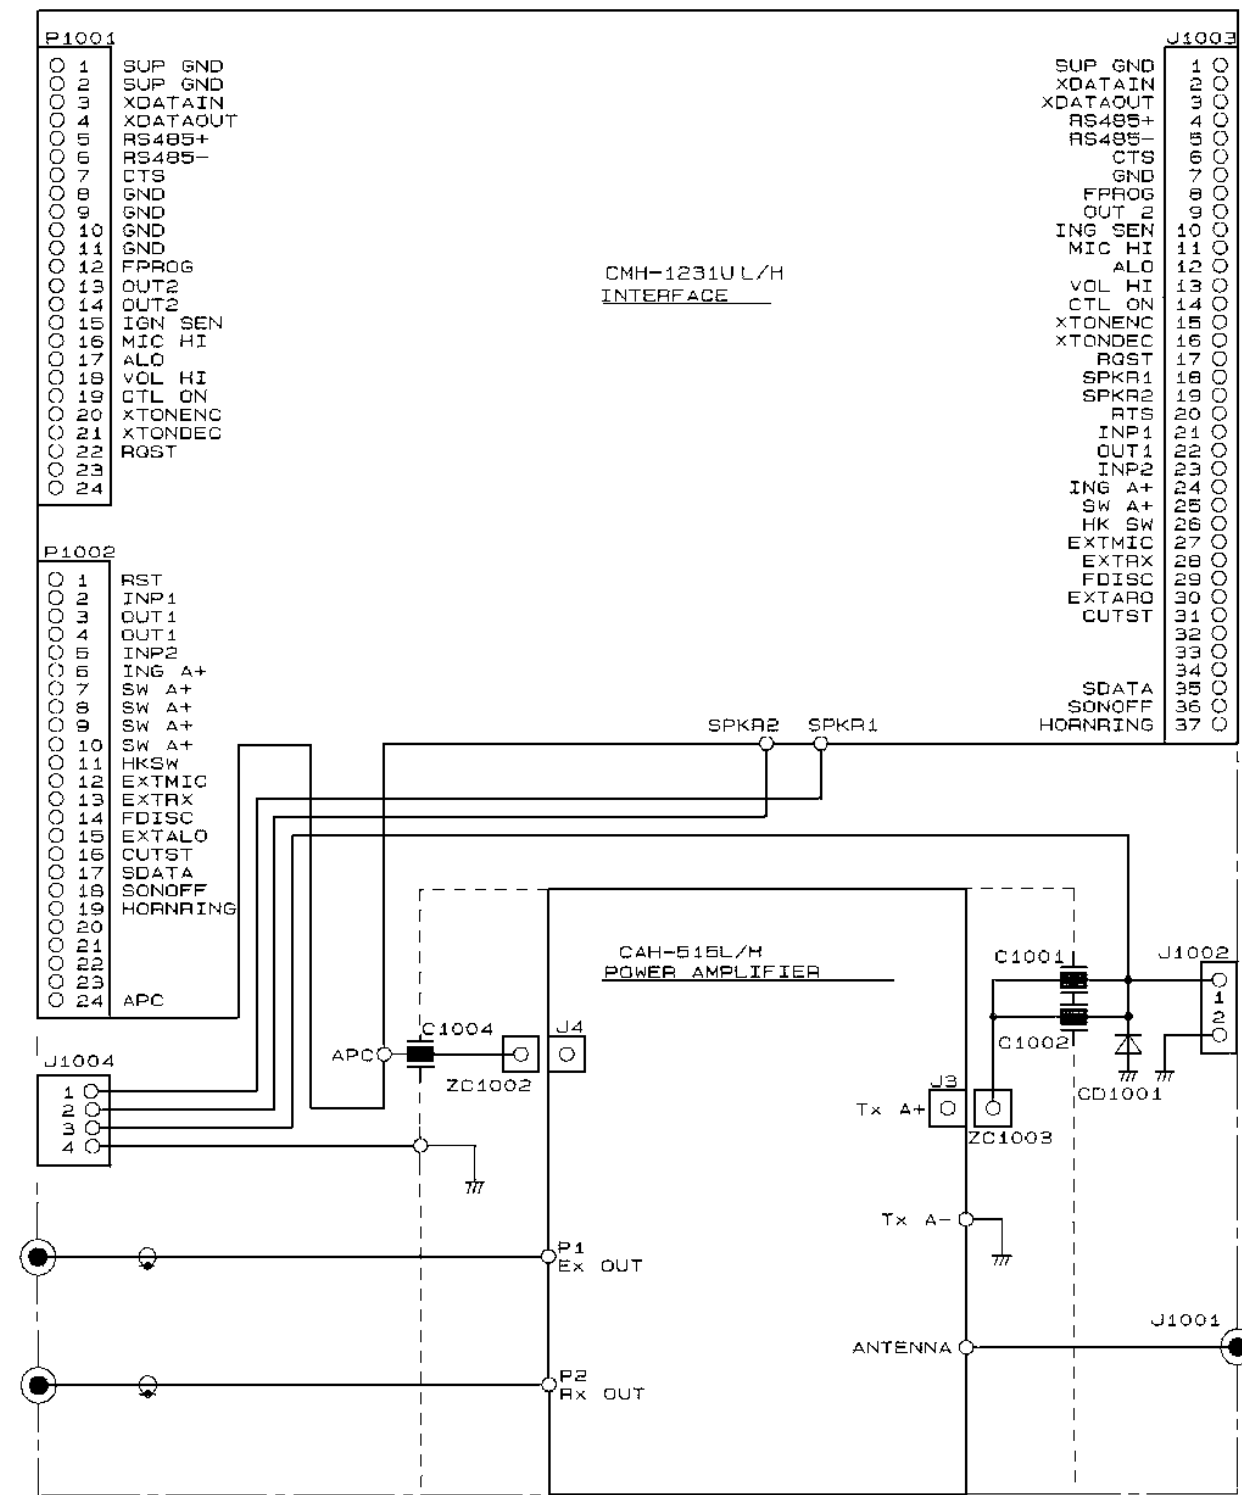 P1001
1 SUP GND
2 SUP GND
3 XDATAIN
4 XDATAOUT
5 RS485+
6 RS485-
7 CTS
8 GND
9 GND
10 GND
11 GND
12 FPROG
13 OUT2
14 OUT2
15 IGN SEN
16 MIC HI
17 ALO
18 VOL HI
19 CTL ON
20 XTONENC
21 XTONDEC
22 RQST
23
24
P1002
1 RST
2 INP1
3 OUT1
4 OUT1
5 INP2
6 ING A+
7 SW A+
8 SW A+
9 SW A+
10 SW A+
11 HKSW
12 EXTMIC
13 EXTRX
14 FDISC
15 EXTALO
16 CUTST
17 SDATA
18 SONOFF
19 HORNRING
20
21
22
23
24 APC
J1004
1
2
3
4
CMH-1231U L/H
INTERFACE
J1003
SUP GND 1
XDATAIN 2
XDATAOUT 3
RS485+ 4
RS485- 5
CTS 6
GND 7
FPROG 8
OUT 2 9
ING SEN 10
MIC HI 11
ALO 12
VOL HI 13
CTL ON 14
XTONENC 15
XTONDEC 16
RQST 17
SPKR1 18
SPKR2 19
RTS 20
INP1 21
OUT1 22
INP2 23
ING A+ 24
SW A+ 25
HK SW 26
EXTMIC 27
EXTRX 28
FDISC 29
EXTARO 30
CUTST 31
32
33
34
SDATA 35
SONOFF 36
HORNRING 37
SPKR2 SPKR1
CAH-515L/H
POWER AMPLIFIER
C1001
J1002
1
2
C1002
CD1001
C1004
J4
APC
ZC1002
J3
Tx A+
ZC1003
Tx A-
P1
Ex OUT
J1001
ANTENNA
P2
Rx OUT